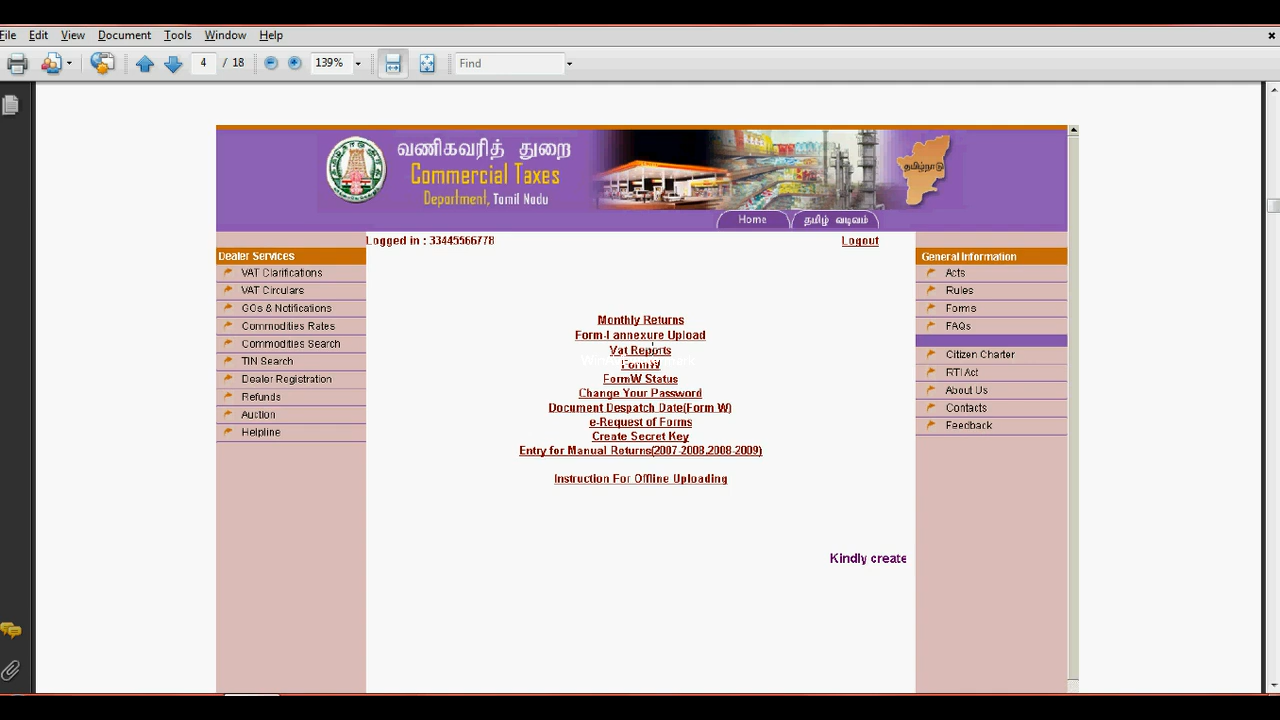 File Edit View Document Tools Window Help
4 / 18 139% Find
வணிகவரித் துறை
Commercial Taxes
Department, Tamil Nadu
தமிழ்நாடு
Home தமிழ் வடிவம்
Logged in : 33445566778 Logout
Dealer Services
VAT Clarifications
VAT Circulars
GOs & Notifications
Commodities Rates
Commodities Search
TIN Search
Dealer Registration
Refunds
Auction
Helpline
Monthly Returns
Form-I annexure Upload
Vat Reports
FormW
FormW Status
Change Your Password
Document Despatch Date(Form W)
e-Request of Forms
Create Secret Key
Entry for Manual Returns(2007-2008,2008-2009)
Instruction For Offline Uploading
Kindly create
General Information
Acts
Rules
Forms
FAQs
Citizen Charter
RTI Act
About Us
Contacts
Feedback